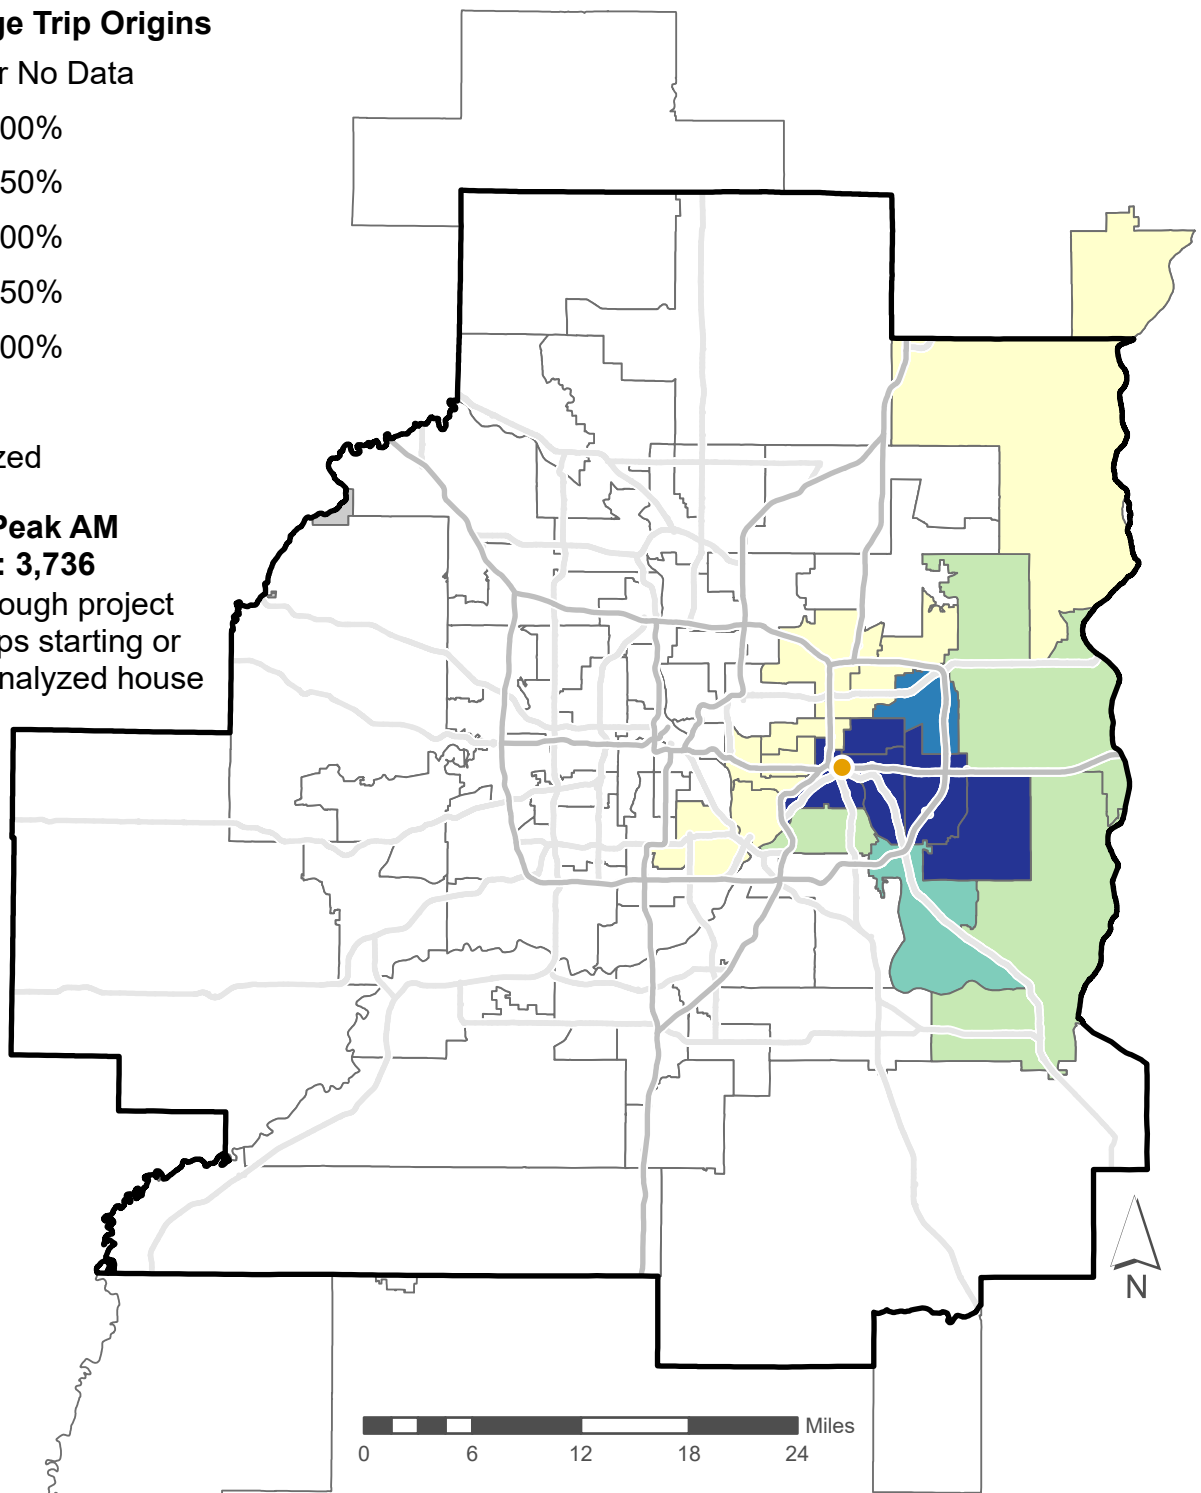 ge Trip Origins
r No Data
00%
50%
00%
50%
00%
zed
Peak AM
: 3,736
ough project
ps starting or
nalyzed house
N
Miles
0 6 12 18 24